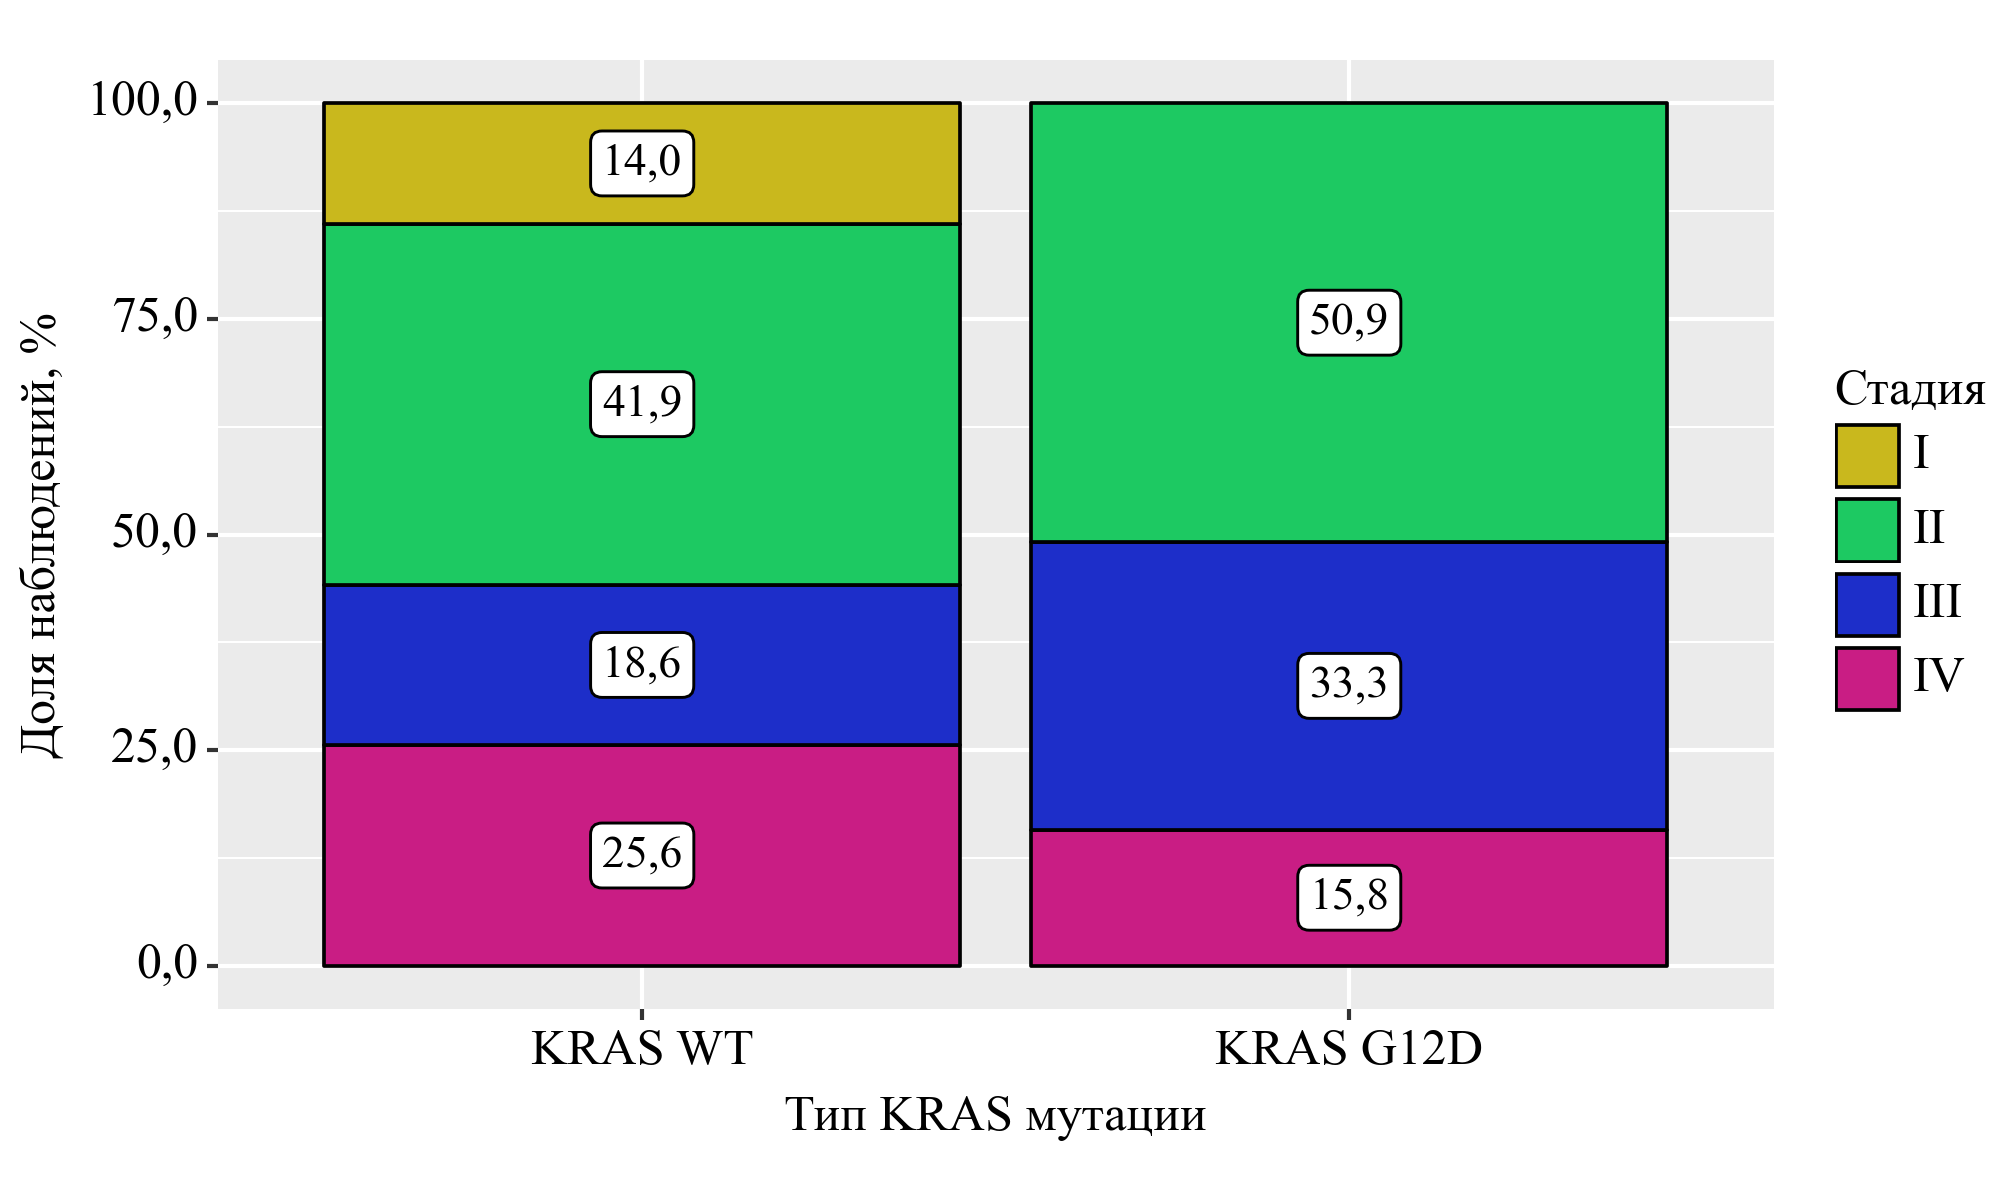 Доля наблюдений, %
100,0
75,0
50,0
25,0
0,0
14,0
41,9
18,6
25,6
50,9
33,3
15,8
KRAS WT
KRAS G12D
Тип KRAS мутации
Стадия
I
II
III
IV